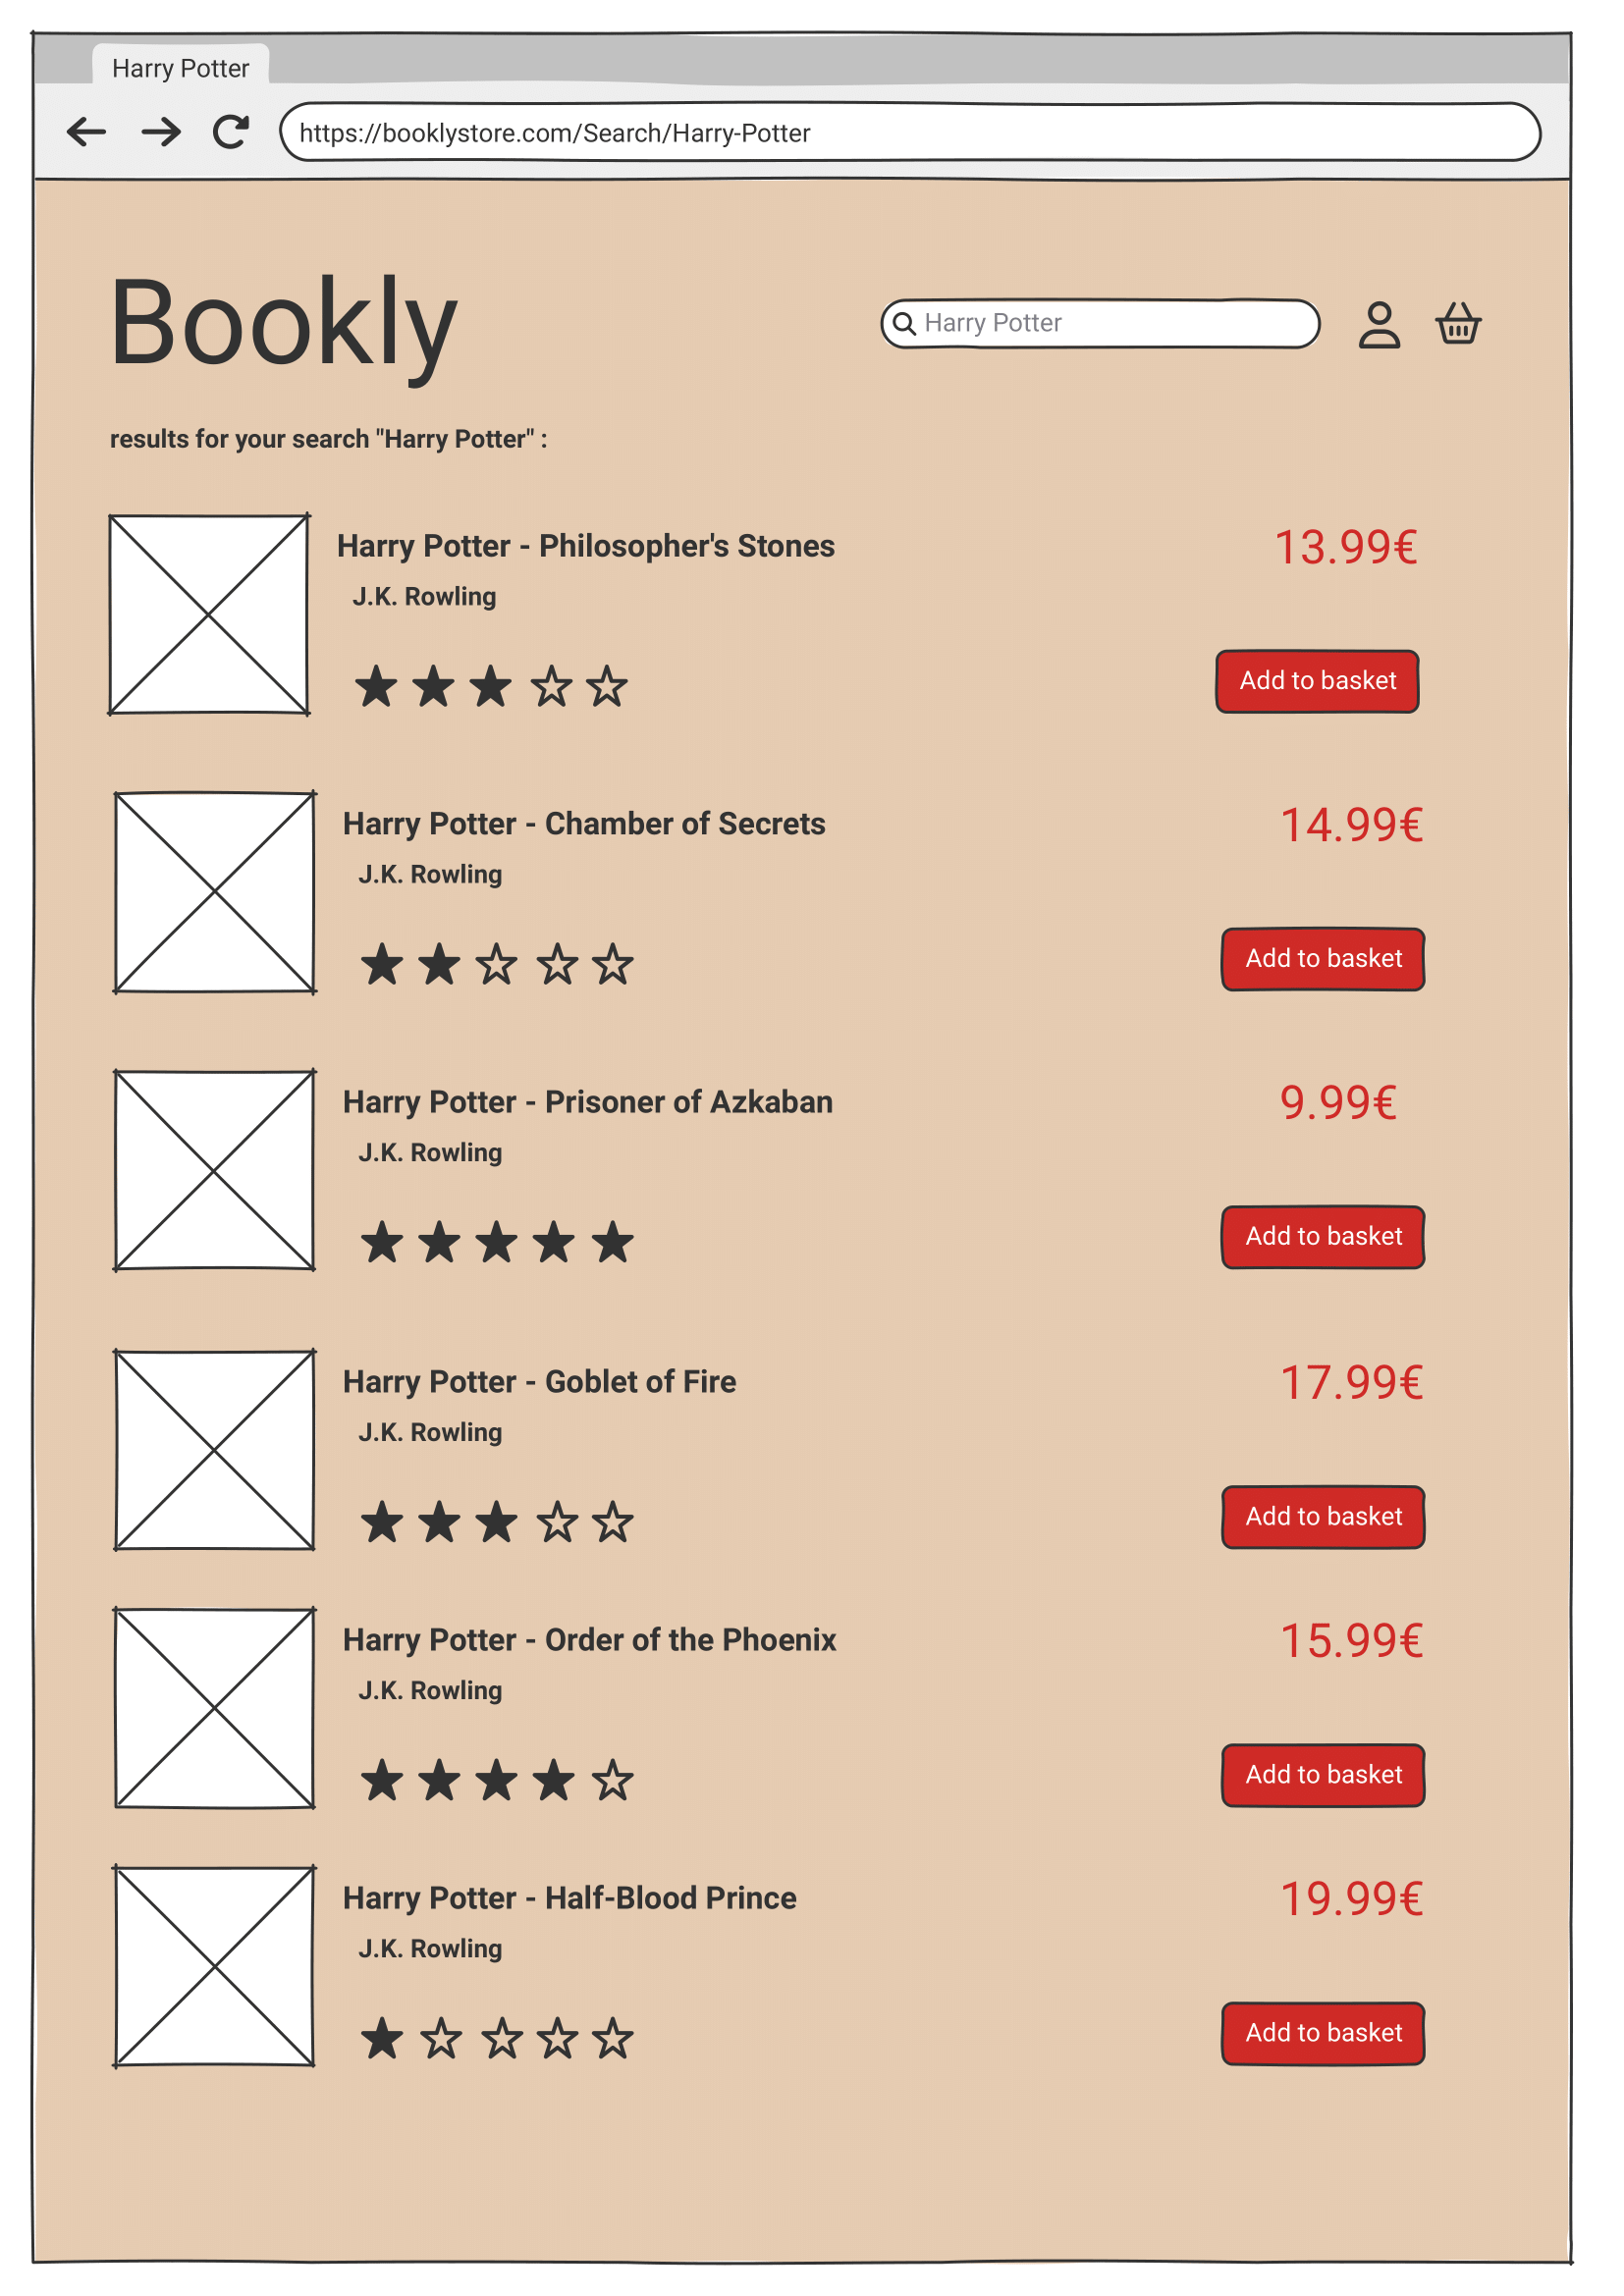 Harry Potter
https://booklystore.com/Search/Harry-Potter
Bookly
Harry Potter
results for your search "Harry Potter" :
Harry Potter - Philosopher's Stones
13.99€
J.K. Rowling
Add to basket
Harry Potter - Chamber of Secrets
14.99€
J.K. Rowling
Add to basket
Harry Potter - Prisoner of Azkaban
9.99€
J.K. Rowling
Add to basket
Harry Potter - Goblet of Fire
17.99€
J.K. Rowling
Add to basket
Harry Potter - Order of the Phoenix
15.99€
J.K. Rowling
Add to basket
Harry Potter - Half-Blood Prince
19.99€
J.K. Rowling
Add to basket